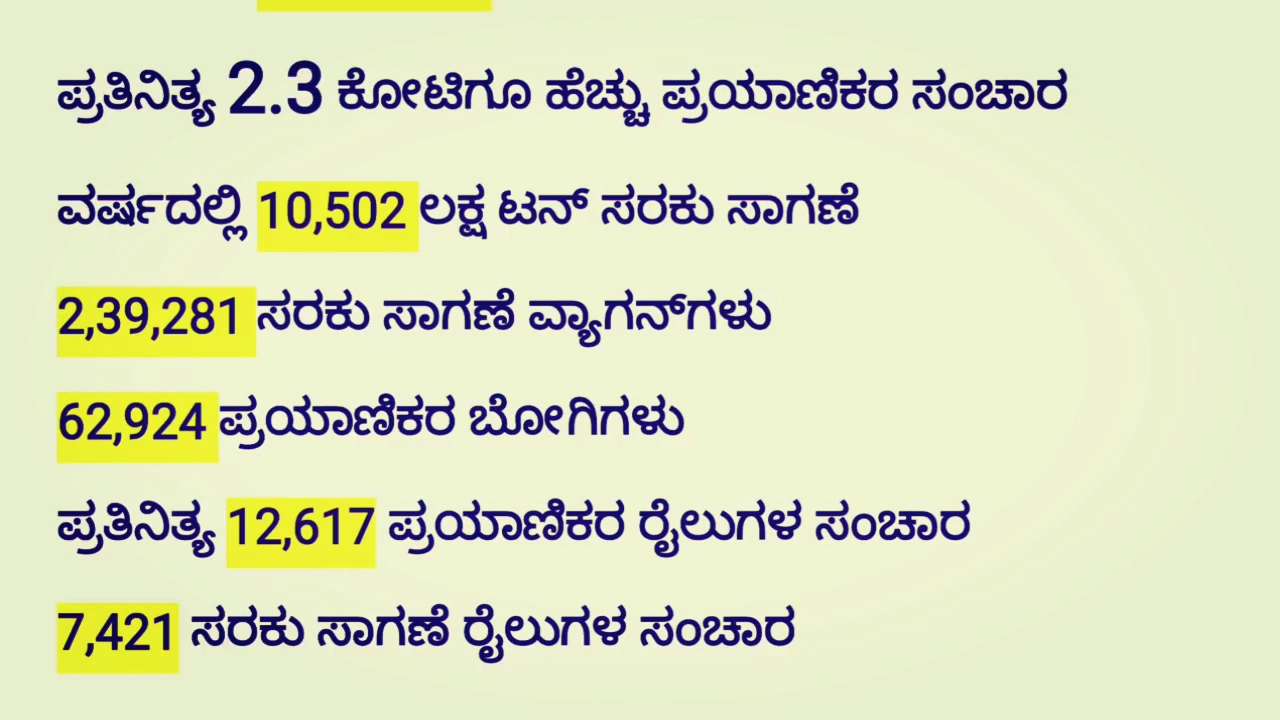 ಪ್ರತಿನಿತ್ಯ 2.3 ಕೋಟಿಗೂ ಹೆಚ್ಚು ಪ್ರಯಾಣಿಕರ ಸಂಚಾರ
ವರ್ಷದಲ್ಲಿ 10,502 ಲಕ್ಷ ಟನ್ ಸರಕು ಸಾಗಣೆ
2,39,281 ಸರಕು ಸಾಗಣೆ ವ್ಯಾಗನ್‌ಗಳು
62,924 ಪ್ರಯಾಣಿಕರ ಬೋಗಿಗಳು
ಪ್ರತಿನಿತ್ಯ 12,617 ಪ್ರಯಾಣಿಕರ ರೈಲುಗಳ ಸಂಚಾರ
7,421 ಸರಕು ಸಾಗಣೆ ರೈಲುಗಳ ಸಂಚಾರ